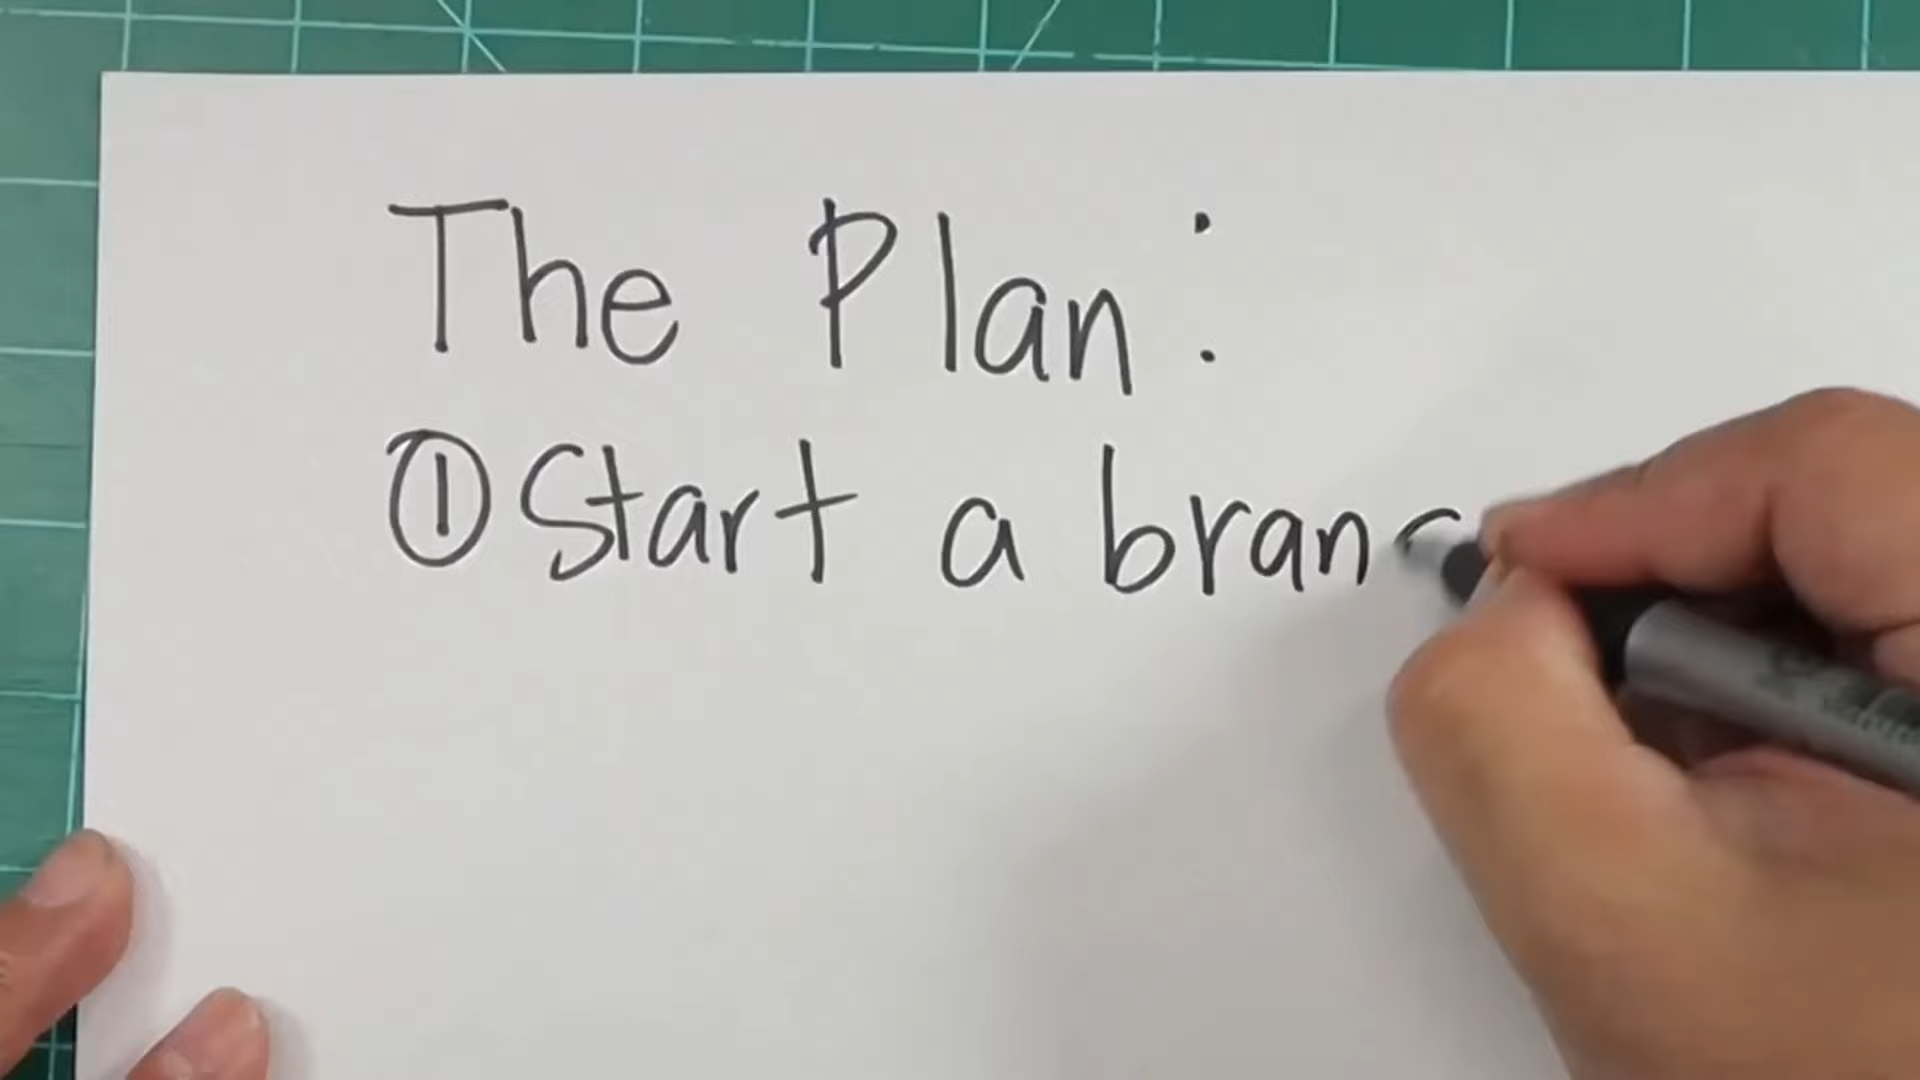 The Plan:
① Start a bran